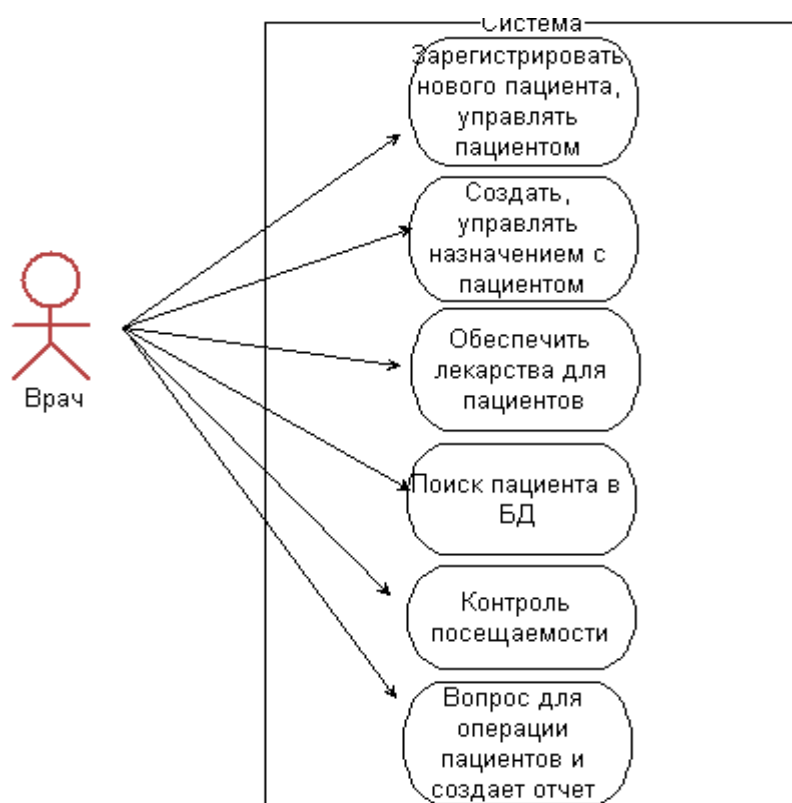 Система
Зарегистрировать
нового пациента,
управлять
пациентом
Создать,
управлять
назначением с
пациентом
Обеспечить
лекарства для
пациентов
Врач
Поиск пациента в
БД
Контроль
посещаемости
Вопрос для
операции
пациентов и
создает отчет